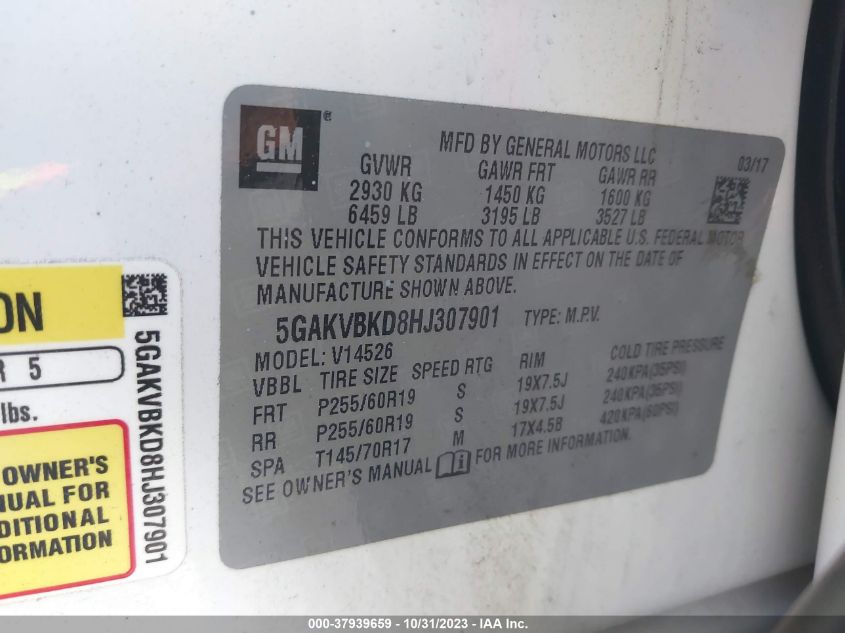 GM ®
MFD BY GENERAL MOTORS LLC
03/17
GVWR GAWR FRT GAWR RR
2930 KG 1450 KG 1600 KG
6459 LB 3195 LB 3527 LB
THIS VEHICLE CONFORMS TO ALL APPLICABLE U.S. FEDERAL MOTOR
VEHICLE SAFETY STANDARDS IN EFFECT ON THE DATE OF
MANUFACTURE SHOWN ABOVE.
5GAKVBKD8HJ307901 TYPE: M.P.V.
MODEL: V14526
VBBL TIRE SIZE SPEED RTG RIM COLD TIRE PRESSURE
FRT P255/60R19 S 19X7.5J 240KPA(35PSI)
RR P255/60R19 S 19X7.5J 240KPA(35PSI)
SPA T145/70R17 M 17X4.5B 420KPA(60PSI)
SEE OWNER'S MANUAL FOR MORE INFORMATION.
ON
R 5
lbs.
OWNER'S
NUAL FOR
DITIONAL
ORMATION
5GAKVBKD8HJ307901
000-37939659 - 10/31/2023 - IAA Inc.